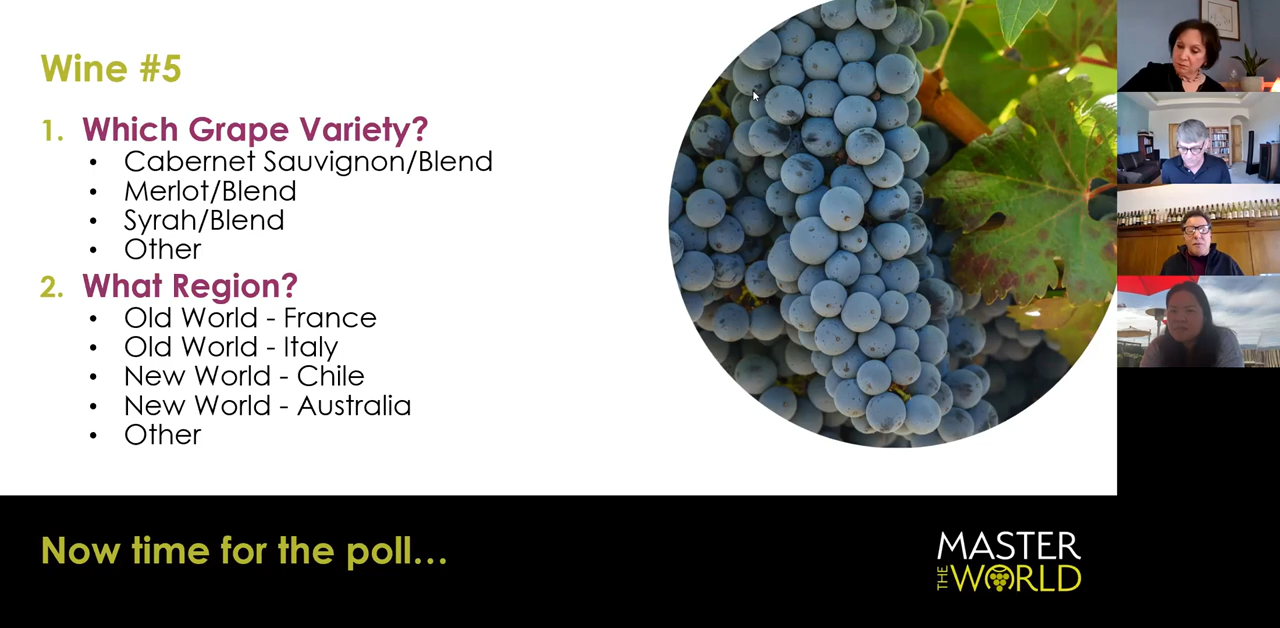 Wine #5
1. Which Grape Variety?
• Cabernet Sauvignon/Blend
• Merlot/Blend
• Syrah/Blend
• Other
2. What Region?
• Old World - France
• Old World - Italy
• New World - Chile
• New World - Australia
• Other
Now time for the poll...
MASTER
THE WORLD